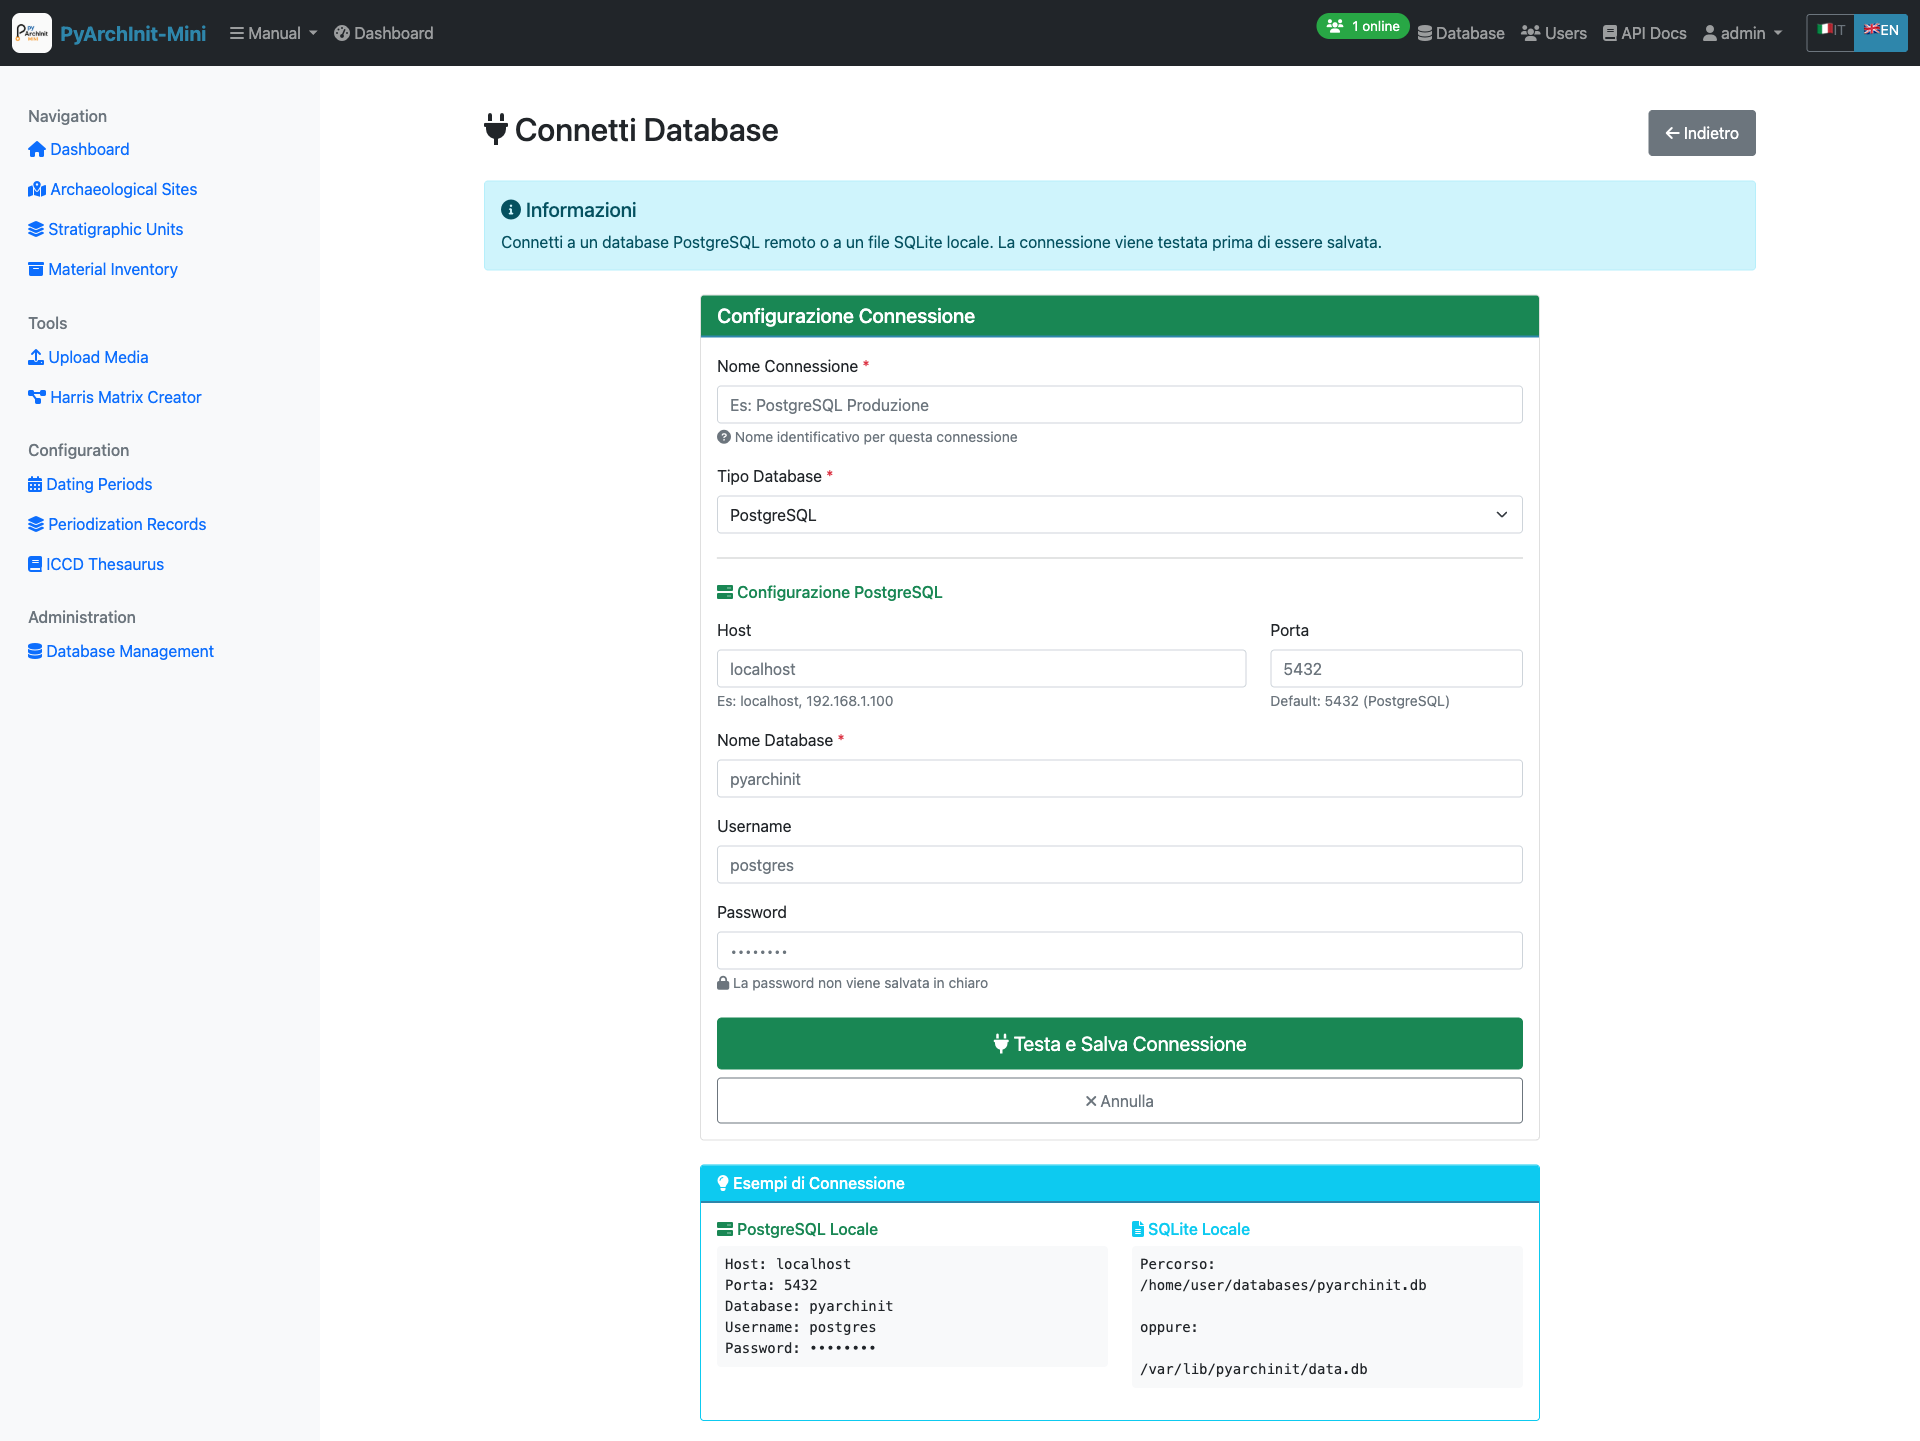 PyArchInit-Mini
Manual
Dashboard
1 online
Database
Users
API Docs
admin
IT
EN
Navigation
Dashboard
Archaeological Sites
Stratigraphic Units
Material Inventory
Tools
Upload Media
Harris Matrix Creator
Configuration
Dating Periods
Periodization Records
ICCD Thesaurus
Administration
Database Management
Connetti Database
Indietro
Informazioni
Connetti a un database PostgreSQL remoto o a un file SQLite locale. La connessione viene testata prima di essere salvata.
Configurazione Connessione
Nome Connessione *
Es: PostgreSQL Produzione
Nome identificativo per questa connessione
Tipo Database *
PostgreSQL
Configurazione PostgreSQL
Host
Porta
localhost
5432
Es: localhost, 192.168.1.100
Default: 5432 (PostgreSQL)
Nome Database *
pyarchinit
Username
postgres
Password
••••••••
La password non viene salvata in chiaro
Testa e Salva Connessione
Annulla
Esempi di Connessione
PostgreSQL Locale
Host: localhost
Porta: 5432
Database: pyarchinit
Username: postgres
Password: ••••••••
SQLite Locale
Percorso:
/home/user/databases/pyarchinit.db
oppure:
/var/lib/pyarchinit/data.db